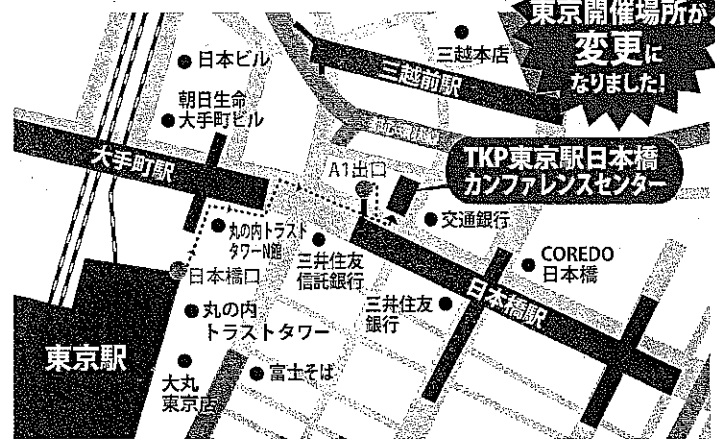 東京開催場所が
変更に
なりました!
三越本店
日本ビル
三越前駅
朝日生命
大手町ビル
大手町駅
A1出口
TKP東京駅日本橋
カンファレンスセンター
交通銀行
丸の内トラスト
タワーN館
三井住友
信託銀行
COREDO
日本橋
日本橋口
日本橋駅
丸の内
トラストタワー
三井住友
銀行
東京駅
大丸
東京店
富士そば